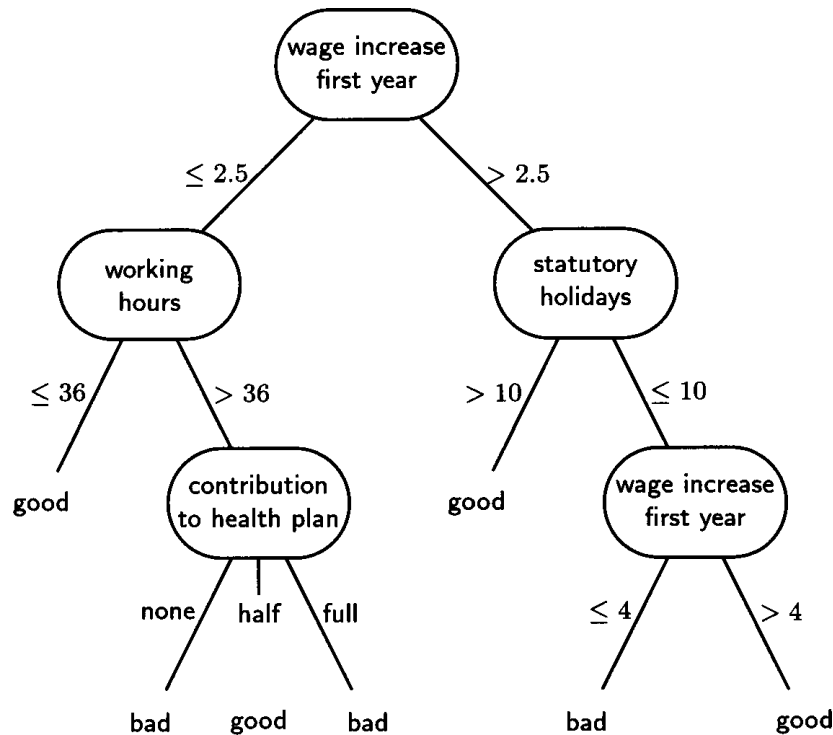 wage increase
first year
≤ 2.5
> 2.5
working
hours
statutory
holidays
≤ 36
> 36
> 10
≤ 10
good
contribution
to health plan
good
wage increase
first year
none
half
full
≤ 4
> 4
bad
good
bad
bad
good